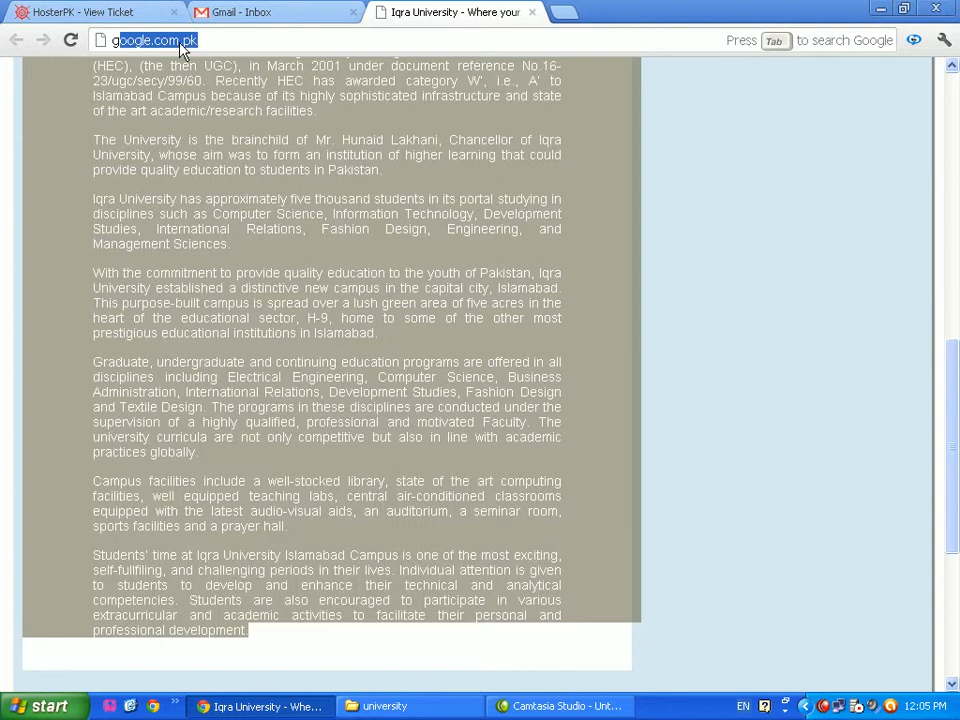 HosterPK - View Ticket
Gmail - Inbox
Iqra University - Where your
google.com.pk
Press Tab to search Google
(HEC), (the then UGC), in March 2001 under document reference No.16-
23/ugc/secy/99/60. Recently HEC has awarded category W', i.e., A' to
Islamabad Campus because of its highly sophisticated infrastructure and state
of the art academic/research facilities.
The University is the brainchild of Mr. Hunaid Lakhani, Chancellor of Iqra
University, whose aim was to form an institution of higher learning that could
provide quality education to students in Pakistan.
Iqra University has approximately five thousand students in its portal studying in
disciplines such as Computer Science, Information Technology, Development
Studies, International Relations, Fashion Design, Engineering, and
Management Sciences.
With the commitment to provide quality education to the youth of Pakistan, Iqra
University established a distinctive new campus in the capital city, Islamabad.
This purpose-built campus is spread over a lush green area of five acres in the
heart of the educational sector, H-9, home to some of the other most
prestigious educational institutions in Islamabad.
Graduate, undergraduate and continuing education programs are offered in all
disciplines including Electrical Engineering, Computer Science, Business
Administration, International Relations, Development Studies, Fashion Design
and Textile Design. The programs in these disciplines are conducted under the
supervision of a highly qualified, professional and motivated Faculty. The
university curricula are not only competitive but also in line with academic
practices globally.
Campus facilities include a well-stocked library, state of the art computing
facilities, well equipped teaching labs, central air-conditioned classrooms
equipped with the latest audio-visual aids, an auditorium, a seminar room,
sports facilities and a prayer hall.
Students' time at Iqra University Islamabad Campus is one of the most exciting,
self-fullfiling, and challenging periods in their lives. Individual attention is given
to students to develop and enhance their technical and analytical
competencies. Students are also encouraged to participate in various
extracurricular and academic activities to facilitate their personal and
professional development.
start
Iqra University - Whe...
university
Camtasia Studio - Unt...
EN
12:05 PM